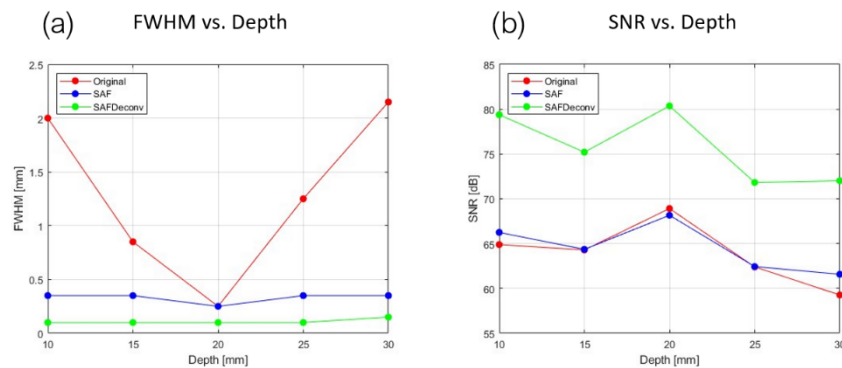 (a)
FWHM vs. Depth
2.5
2
1.5
1
0.5
0
FWHM [mm]
Original
SAF
SAFDeconv
10 15 20 25 30
Depth [mm]
(b)
SNR vs. Depth
85
80
75
70
65
60
55
SNR [dB]
Original
SAF
SAFDeconv
10 15 20 25 30
Depth [mm]